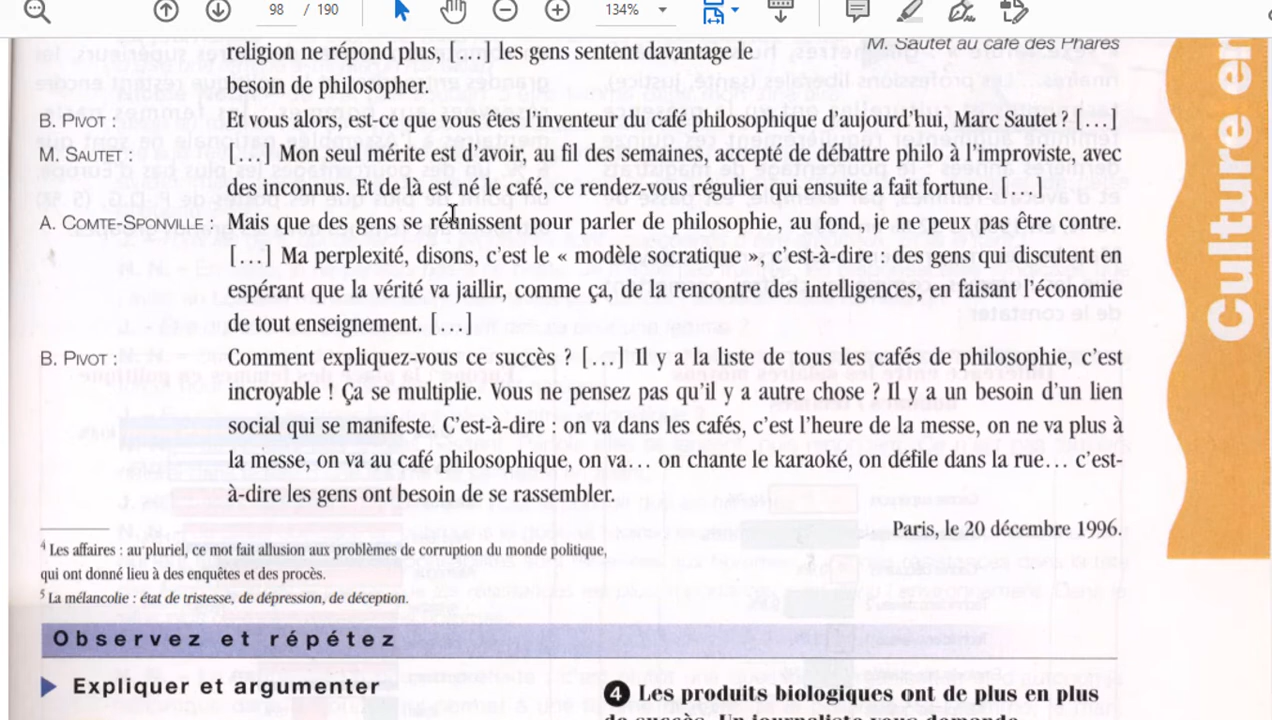 98 / 190
134%
religion ne répond plus, […] les gens sentent davantage le
M. Sautet au café des Phares
besoin de philosopher.
B. PIVOT : Et vous alors, est-ce que vous êtes l'inventeur du café philosophique d'aujourd'hui, Marc Sautet ? […]
M. SAUTET : […] Mon seul mérite est d'avoir, au fil des semaines, accepté de débattre philo à l'improviste, avec
des inconnus. Et de là est né le café, ce rendez-vous régulier qui ensuite a fait fortune. […]
A. COMTE-SPONVILLE : Mais que des gens se réunissent pour parler de philosophie, au fond, je ne peux pas être contre.
[…] Ma perplexité, disons, c'est le « modèle socratique », c'est-à-dire : des gens qui discutent en
espérant que la vérité va jaillir, comme ça, de la rencontre des intelligences, en faisant l'économie
de tout enseignement. […]
B. PIVOT : Comment expliquez-vous ce succès ? […] Il y a la liste de tous les cafés de philosophie, c'est
incroyable ! Ça se multiplie. Vous ne pensez pas qu'il y a autre chose ? Il y a un besoin d'un lien
social qui se manifeste. C'est-à-dire : on va dans les cafés, c'est l'heure de la messe, on ne va plus à
la messe, on va au café philosophique, on va… on chante le karaoké, on défile dans la rue… c'est-
à-dire les gens ont besoin de se rassembler.
Paris, le 20 décembre 1996.
4 Les affaires : au pluriel, ce mot fait allusion aux problèmes de corruption du monde politique,
qui ont donné lieu à des enquêtes et des procès.
5 La mélancolie : état de tristesse, de dépression, de déception.
Observez et répétez
Expliquer et argumenter
4 Les produits biologiques ont de plus en plus
de succès. Un journaliste vous demande
Culture en